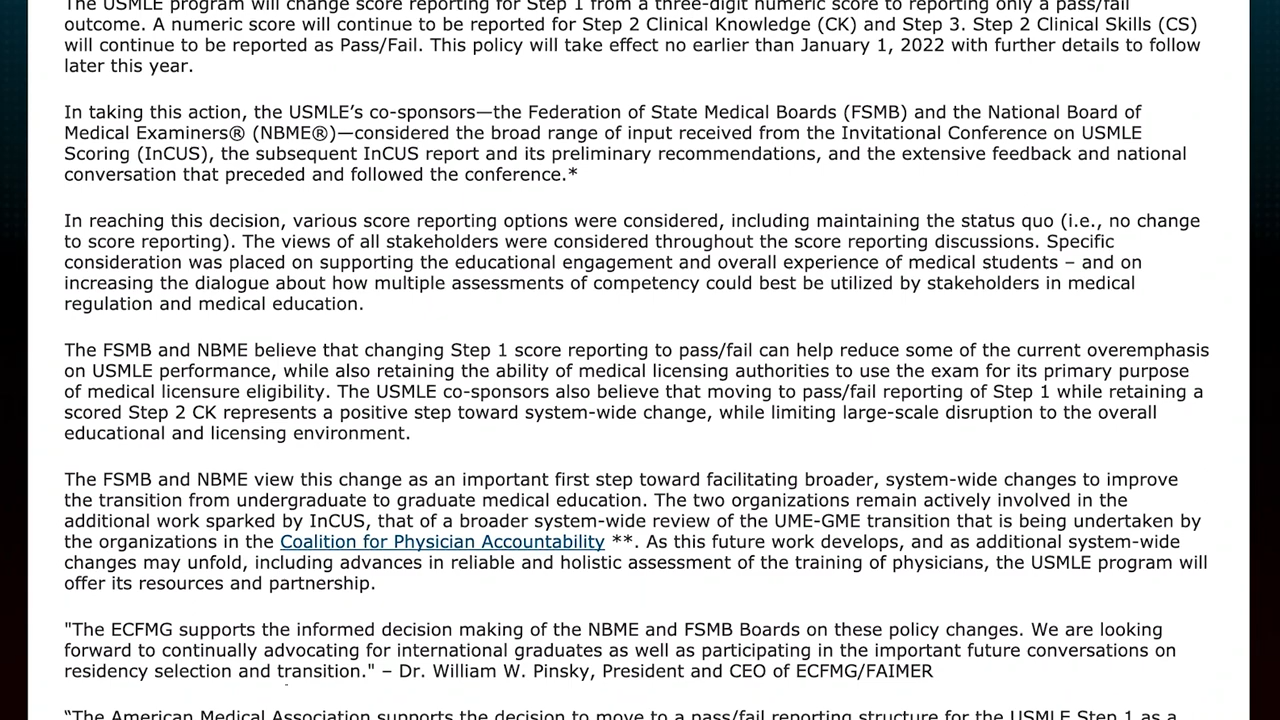 The USMLE program will change score reporting for Step 1 from a three-digit numeric score to reporting only a pass/fail
outcome. A numeric score will continue to be reported for Step 2 Clinical Knowledge (CK) and Step 3. Step 2 Clinical Skills (CS)
will continue to be reported as Pass/Fail. This policy will take effect no earlier than January 1, 2022 with further details to follow
later this year.
In taking this action, the USMLE’s co-sponsors—the Federation of State Medical Boards (FSMB) and the National Board of
Medical Examiners® (NBME®)—considered the broad range of input received from the Invitational Conference on USMLE
Scoring (InCUS), the subsequent InCUS report and its preliminary recommendations, and the extensive feedback and national
conversation that preceded and followed the conference.*
In reaching this decision, various score reporting options were considered, including maintaining the status quo (i.e., no change
to score reporting). The views of all stakeholders were considered throughout the score reporting discussions. Specific
consideration was placed on supporting the educational engagement and overall experience of medical students – and on
increasing the dialogue about how multiple assessments of competency could best be utilized by stakeholders in medical
regulation and medical education.
The FSMB and NBME believe that changing Step 1 score reporting to pass/fail can help reduce some of the current overemphasis
on USMLE performance, while also retaining the ability of medical licensing authorities to use the exam for its primary purpose
of medical licensure eligibility. The USMLE co-sponsors also believe that moving to pass/fail reporting of Step 1 while retaining a
scored Step 2 CK represents a positive step toward system-wide change, while limiting large-scale disruption to the overall
educational and licensing environment.
The FSMB and NBME view this change as an important first step toward facilitating broader, system-wide changes to improve
the transition from undergraduate to graduate medical education. The two organizations remain actively involved in the
additional work sparked by InCUS, that of a broader system-wide review of the UME-GME transition that is being undertaken by
the organizations in the Coalition for Physician Accountability **. As this future work develops, and as additional system-wide
changes may unfold, including advances in reliable and holistic assessment of the training of physicians, the USMLE program will
offer its resources and partnership.
"The ECFMG supports the informed decision making of the NBME and FSMB Boards on these policy changes. We are looking
forward to continually advocating for international graduates as well as participating in the important future conversations on
residency selection and transition." – Dr. William W. Pinsky, President and CEO of ECFMG/FAIMER
“The American Medical Association supports the decision to move to a pass/fail reporting structure for the USMLE Step 1 as a